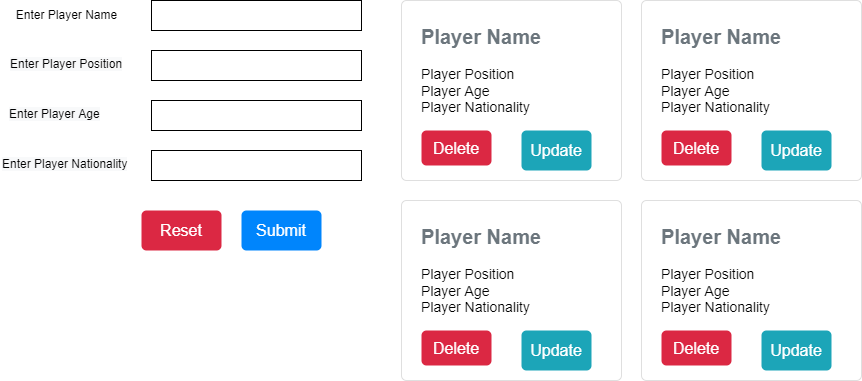 Enter Player Name
Enter Player Position
Enter Player Age
Enter Player Nationality
Reset
Submit
Player Name
Player Position
Player Age
Player Nationality
Delete
Update
Player Name
Player Position
Player Age
Player Nationality
Delete
Update
Player Name
Player Position
Player Age
Player Nationality
Delete
Update
Player Name
Player Position
Player Age
Player Nationality
Delete
Update